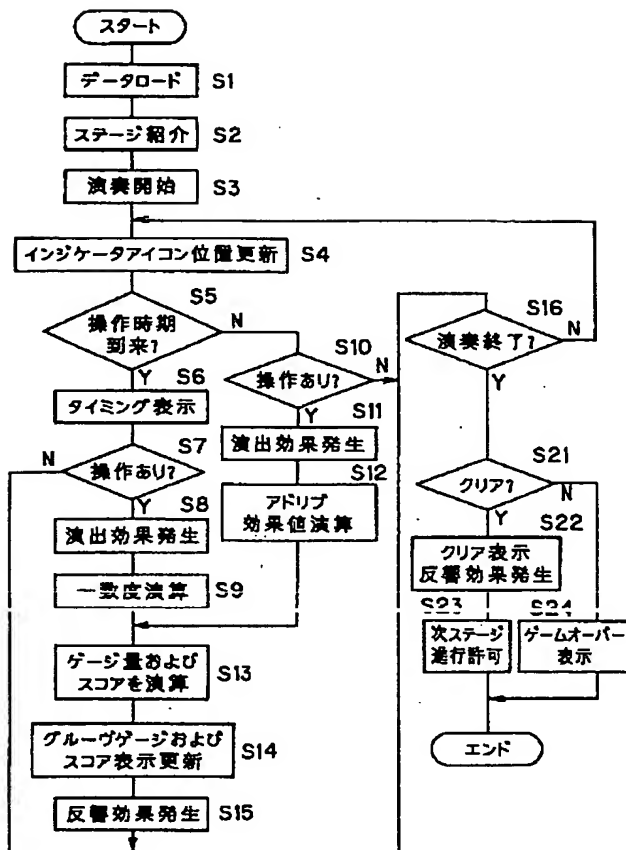 スタート
データロード S1
ステージ紹介 S2
演奏開始 S3
インジケータアイコン位置更新 S4
S5
操作時期
到来?
N
Y
S6
タイミング表示
S7
操作あり?
N
Y
S8
演出効果発生
一致度演算 S9
S10
操作あり?
N
Y
S11
演出効果発生
S12
アドリブ
効果値演算
ゲージ量および
スコアを演算
S13
グルーヴゲージおよび
スコア表示更新
S14
反響効果発生 S15
S16
演奏終了?
N
Y
S21
クリア?
N
Y
S22
クリア表示
反響効果発生
S23
次ステージ
進行許可
S24
ゲームオーバー
表示
エンド